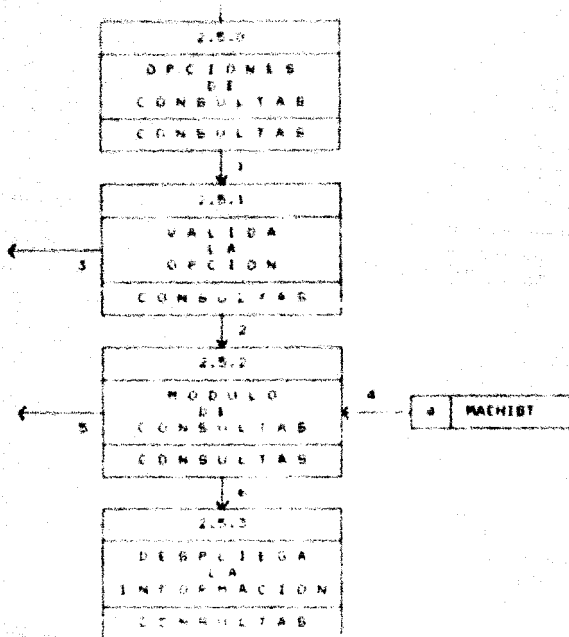 2.5.0
OPCIONES
DE
CONSULTAS
CONSULTAS
1
2.5.1
VALIDA
LA
OPCION
3
CONSULTAS
2
2.5.2
MODULO
DE
CONSULTAS
4
a MACHIST
5
CONSULTAS
6
2.5.3
DESPLIEGA
LA
INFORMACION
CONSULTAS